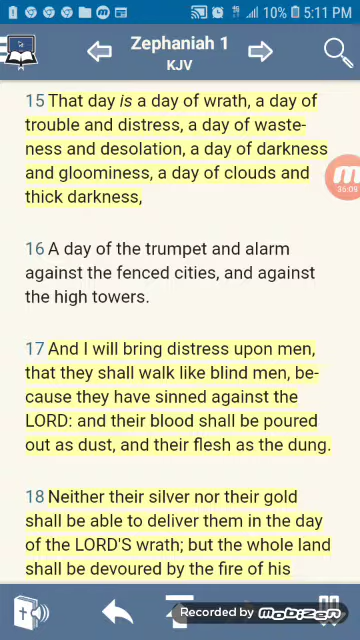 10% 5:11 PM
Zephaniah 1
KJV
15 That day is a day of wrath, a day of
trouble and distress, a day of waste-
ness and desolation, a day of darkness
and gloominess, a day of clouds and
thick darkness,
36:09
16 A day of the trumpet and alarm
against the fenced cities, and against
the high towers.
17 And I will bring distress upon men,
that they shall walk like blind men, be-
cause they have sinned against the
LORD: and their blood shall be poured
out as dust, and their flesh as the dung.
18 Neither their silver nor their gold
shall be able to deliver them in the day
of the LORD'S wrath; but the whole land
shall be devoured by the fire of his
Recorded by mobizen